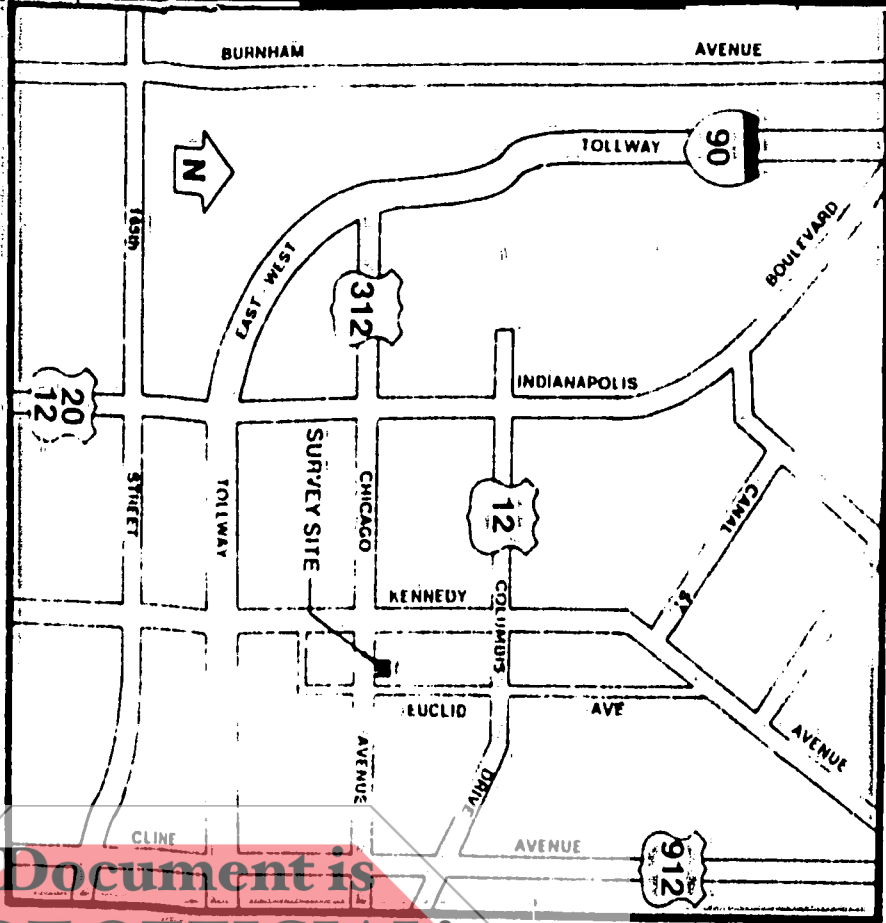 BURNHAM AVENUE
90
TOLLWAY
N
165th
BOULEVARD
EAST WEST
312
INDIANAPOLIS
20
12
STREET
TOLLWAY
SURVEY SITE
CHICAGO
12
CANAL ST.
KENNEDY
COLUMBUS
EUCLID AVE
AVENUE
AVENUE
DRIVE
CLINE AVENUE
912
Document is